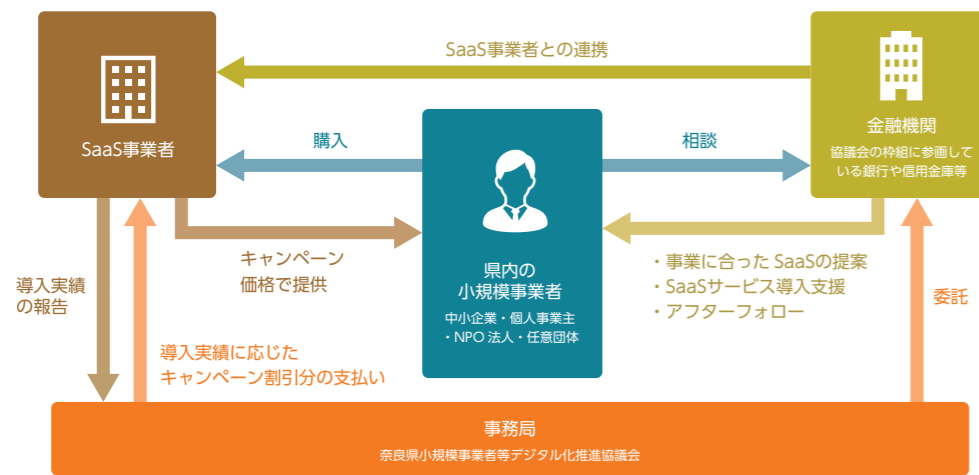 SaaS事業者との連携
SaaS事業者
金融機関
協議会の枠組に参画して
いる銀行や信用金庫等
購入
相談
県内の
小規模事業者
中小企業・個人事業主
・NPO 法人・任意団体
キャンペーン
価格で提供
・事業に合った SaaSの提案
・SaaSサービス導入支援
・アフターフォロー
導入実績
の報告
委託
導入実績に応じた
キャンペーン割引分の支払い
事務局
奈良県小規模事業者等デジタル化推進協議会